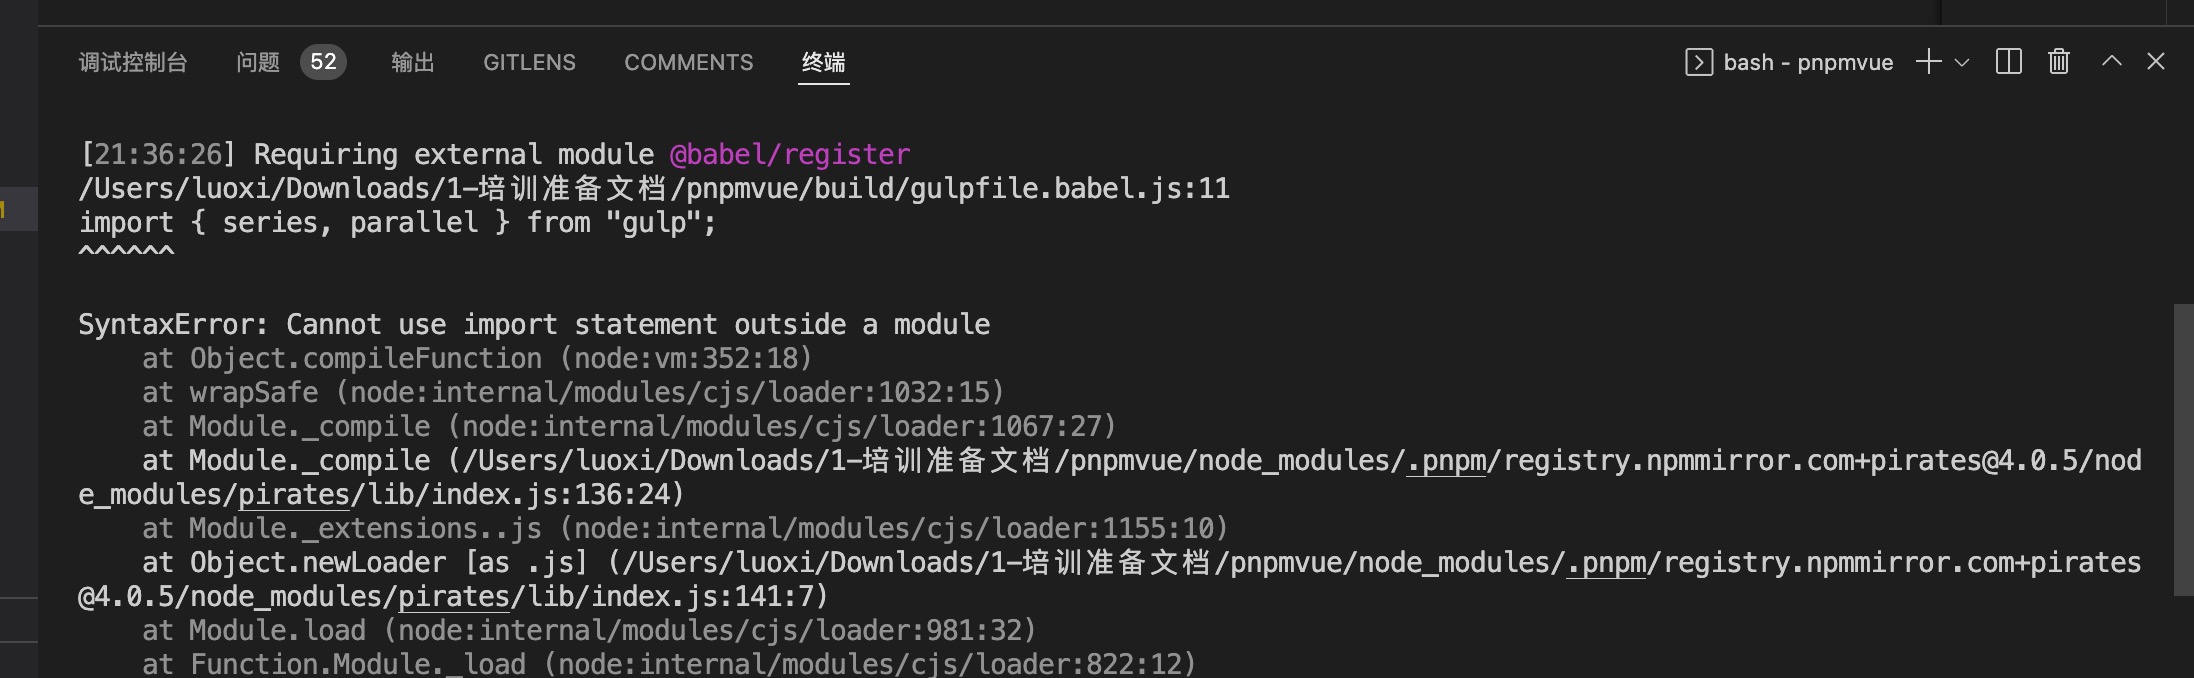 调试控制台 问题 52 输出 GITLENS COMMENTS 终端 bash - pnpmvue
[21:36:26] Requiring external module @babel/register
/Users/luoxi/Downloads/1-培训准备文档/pnpmvue/build/gulpfile.babel.js:11
import { series, parallel } from "gulp";
^^^^^^
SyntaxError: Cannot use import statement outside a module
at Object.compileFunction (node:vm:352:18)
at wrapSafe (node:internal/modules/cjs/loader:1032:15)
at Module._compile (node:internal/modules/cjs/loader:1067:27)
at Module._compile (/Users/luoxi/Downloads/1-培训准备文档/pnpmvue/node_modules/.pnpm/registry.npmmirror.com+pirates@4.0.5/nod
e_modules/pirates/lib/index.js:136:24)
at Module._extensions..js (node:internal/modules/cjs/loader:1155:10)
at Object.newLoader [as .js] (/Users/luoxi/Downloads/1-培训准备文档/pnpmvue/node_modules/.pnpm/registry.npmmirror.com+pirates
@4.0.5/node_modules/pirates/lib/index.js:141:7)
at Module.load (node:internal/modules/cjs/loader:981:32)
at Function.Module._load (node:internal/modules/cjs/loader:822:12)